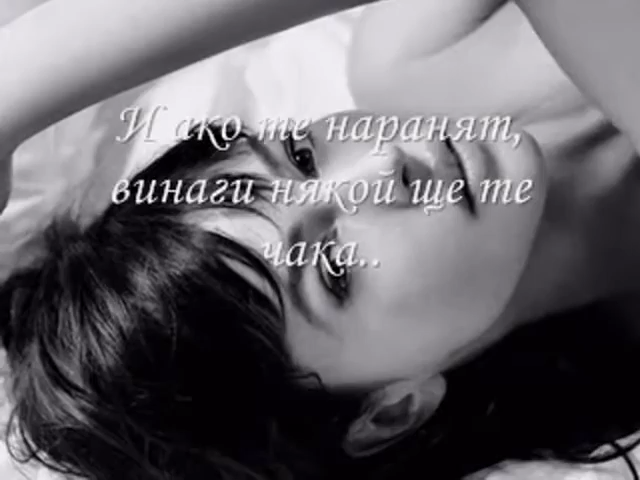 И ако те наранят,
винаги някой ще те
чака..